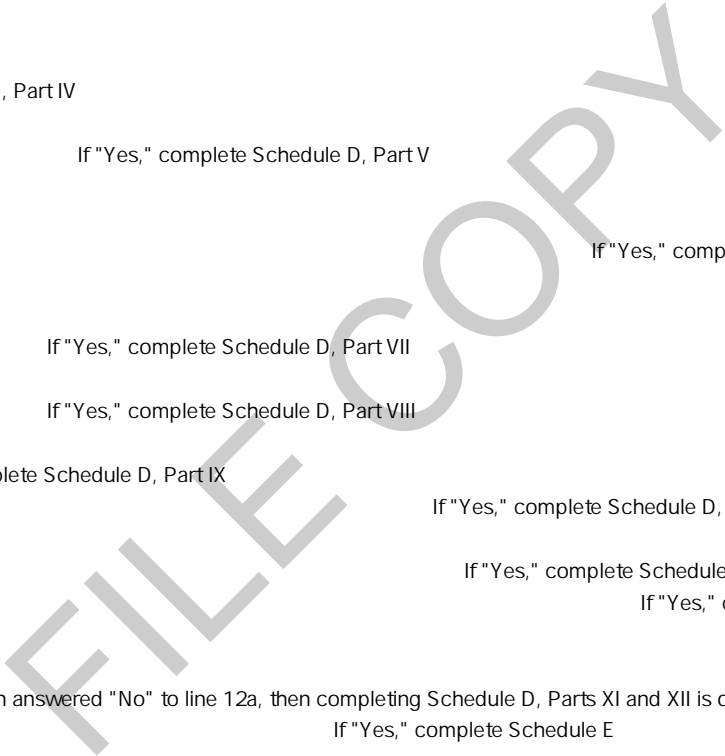 , Part IV
If "Yes," complete Schedule D, Part V
If "Yes," comp
If "Yes," complete Schedule D, Part VII
If "Yes," complete Schedule D, Part VIII
plete Schedule D, Part IX
If "Yes," complete Schedule D,
If "Yes," complete Schedule
If "Yes,"
n answered "No" to line 12a, then completing Schedule D, Parts XI and XII is o
If "Yes," complete Schedule E
FILE COPY